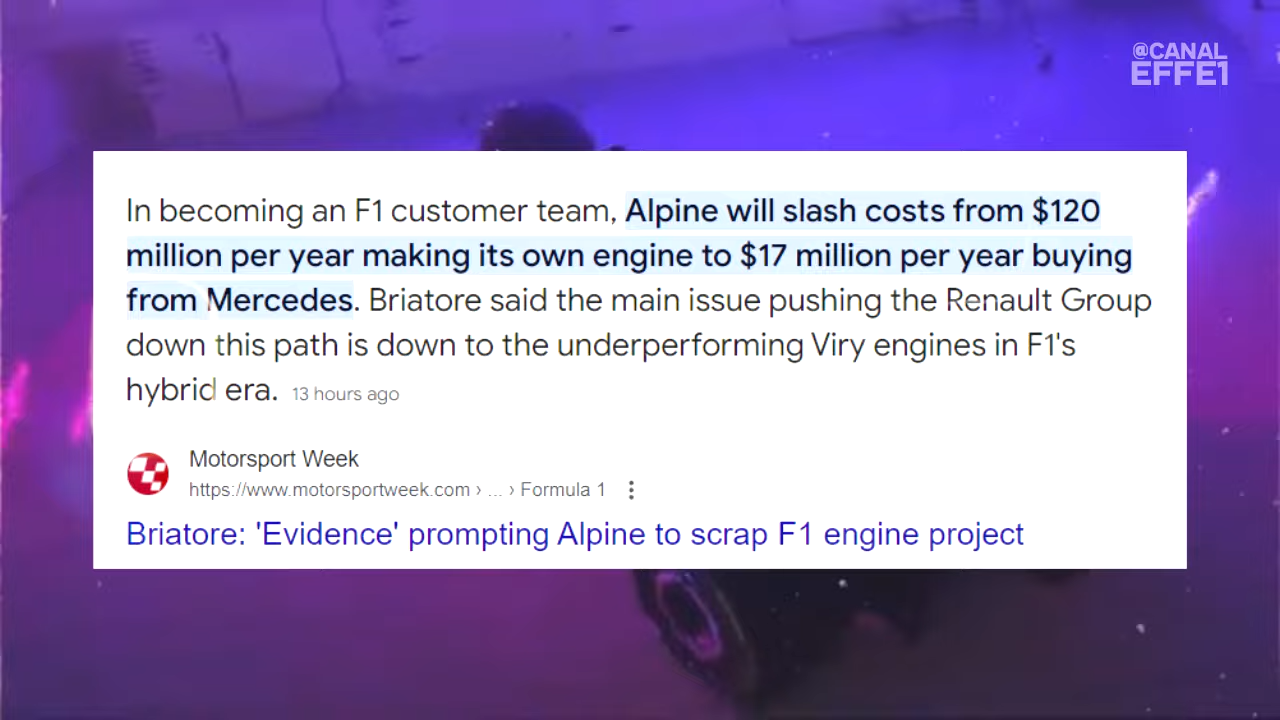 @CANAL
EFFE1
In becoming an F1 customer team, Alpine will slash costs from $120
million per year making its own engine to $17 million per year buying
from Mercedes. Briatore said the main issue pushing the Renault Group
down this path is down to the underperforming Viry engines in F1's
hybrid era. 13 hours ago
Motorsport Week
https://www.motorsportweek.com › ... › Formula 1
Briatore: 'Evidence' prompting Alpine to scrap F1 engine project